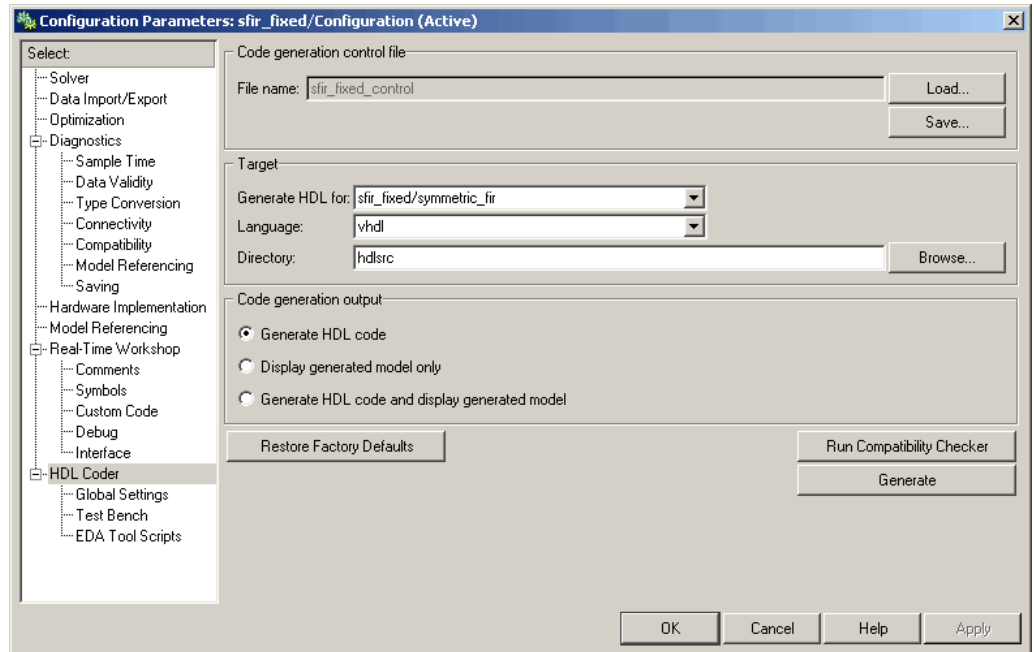 Configuration Parameters: sfir_fixed/Configuration (Active)
Select:
Solver
Data Import/Export
Optimization
Diagnostics
Sample Time
Data Validity
Type Conversion
Connectivity
Compatibility
Model Referencing
Saving
Hardware Implementation
Model Referencing
Real-Time Workshop
Comments
Symbols
Custom Code
Debug
Interface
HDL Coder
Global Settings
Test Bench
EDA Tool Scripts
Code generation control file
File name: sfir_fixed_control Load...
Save...
Target
Generate HDL for: sfir_fixed/symmetric_fir
Language: vhdl
Directory: hdlsrc Browse...
Code generation output
Generate HDL code
Display generated model only
Generate HDL code and display generated model
Restore Factory Defaults Run Compatibility Checker
Generate
OK Cancel Help Apply